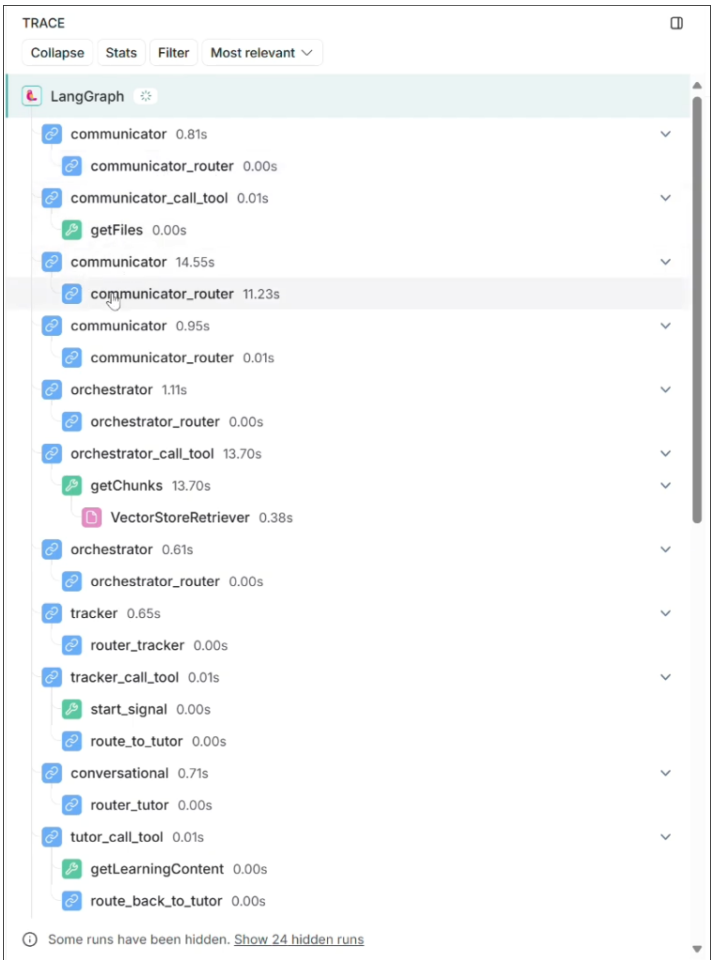 TRACE
Collapse Stats Filter Most relevant
LangGraph
communicator 0.81s
communicator_router 0.00s
communicator_call_tool 0.01s
getFiles 0.00s
communicator 14.55s
communicator_router 11.23s
communicator 0.95s
communicator_router 0.01s
orchestrator 1.11s
orchestrator_router 0.00s
orchestrator_call_tool 13.70s
getChunks 13.70s
VectorStoreRetriever 0.38s
orchestrator 0.61s
orchestrator_router 0.00s
tracker 0.65s
router_tracker 0.00s
tracker_call_tool 0.01s
start_signal 0.00s
route_to_tutor 0.00s
conversational 0.71s
router_tutor 0.00s
tutor_call_tool 0.01s
getLearningContent 0.00s
route_back_to_tutor 0.00s
Some runs have been hidden. Show 24 hidden runs